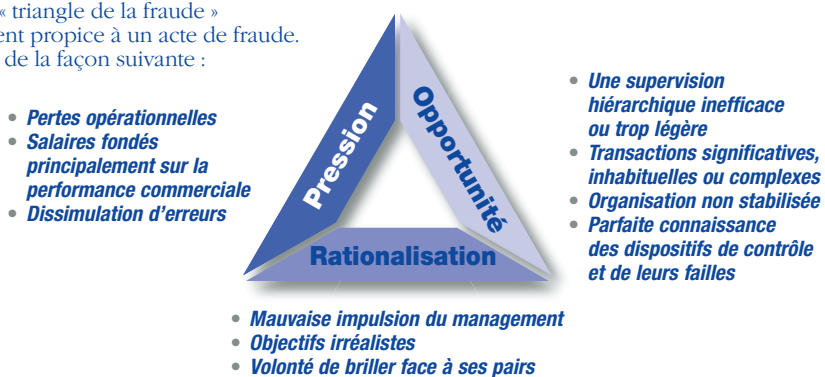 « triangle de la fraude »
ent propice à un acte de fraude.
de la façon suivante :
• Pertes opérationnelles
• Salaires fondés
principalement sur la
performance commerciale
• Dissimulation d’erreurs
Pression
Opportunité
Rationalisation
• Une supervision
hiérarchique inefficace
ou trop légère
• Transactions significatives,
inhabituelles ou complexes
• Organisation non stabilisée
• Parfaite connaissance
des dispositifs de contrôle
et de leurs failles
• Mauvaise impulsion du management
• Objectifs irréalistes
• Volonté de briller face à ses pairs